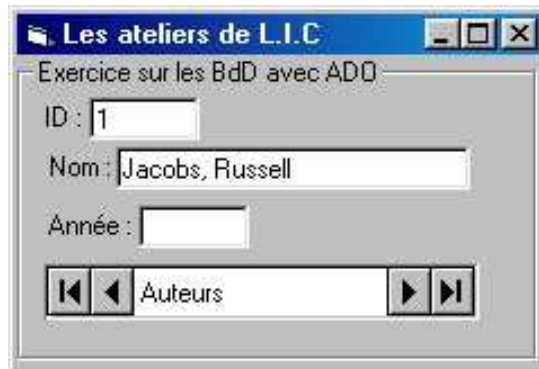 Les ateliers de L.I.C
Exercice sur les BdD avec ADO
ID : 1
Nom : Jacobs, Russell
Année :
Auteurs